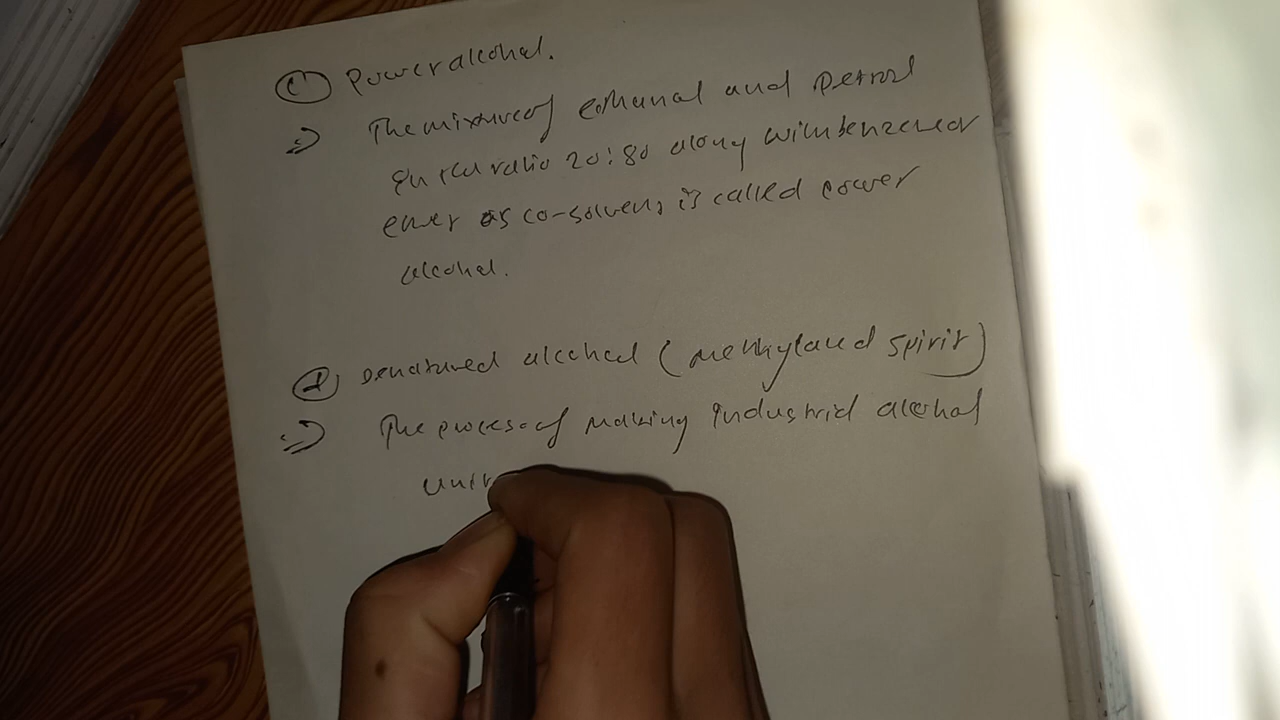 ① Power alcohol.
=> The mixture of ethanal and petrol
in the ratio 20:80 along with benzene or
ether as co-solvent is called power
alcohol.
② Denatured alcohol (methylated spirit)
=> The process of making industrial alcohol